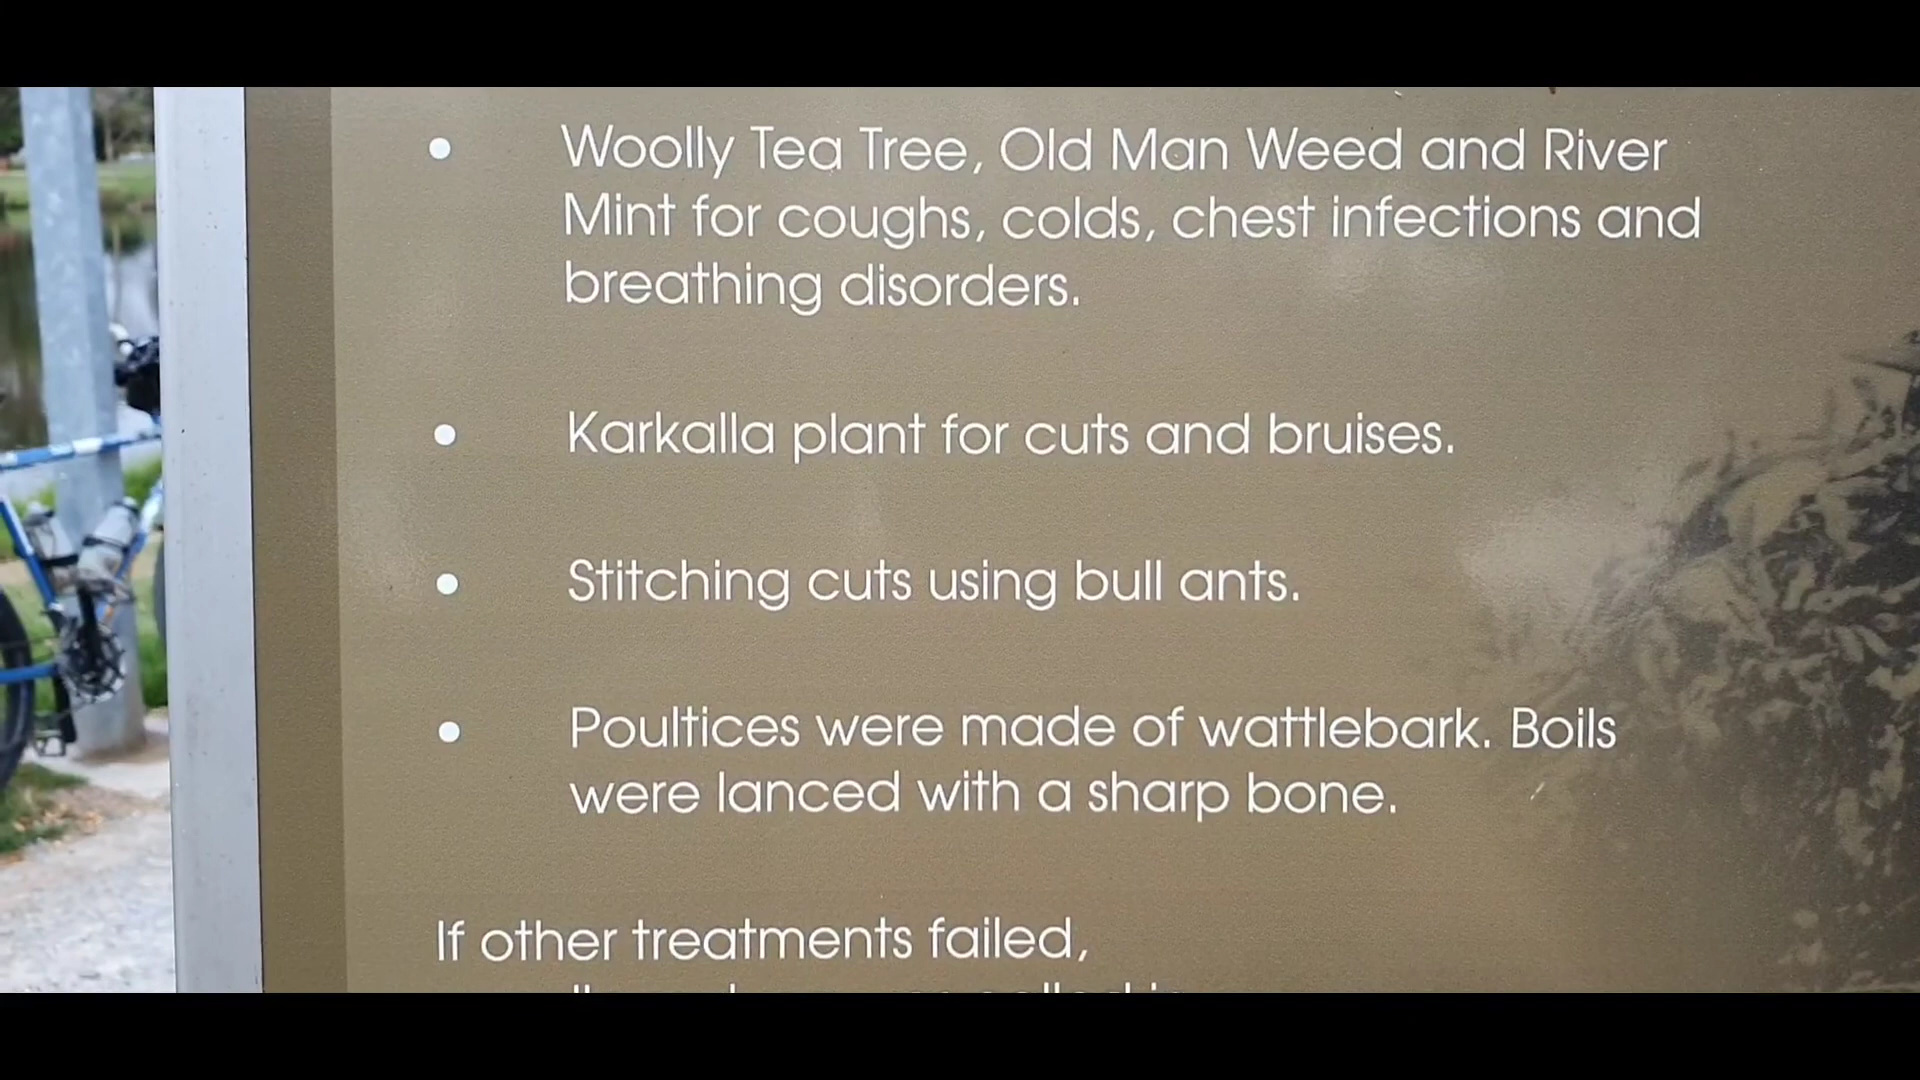 • Woolly Tea Tree, Old Man Weed and River
Mint for coughs, colds, chest infections and
breathing disorders.
• Karkalla plant for cuts and bruises.
• Stitching cuts using bull ants.
• Poultices were made of wattlebark. Boils
were lanced with a sharp bone.
If other treatments failed,